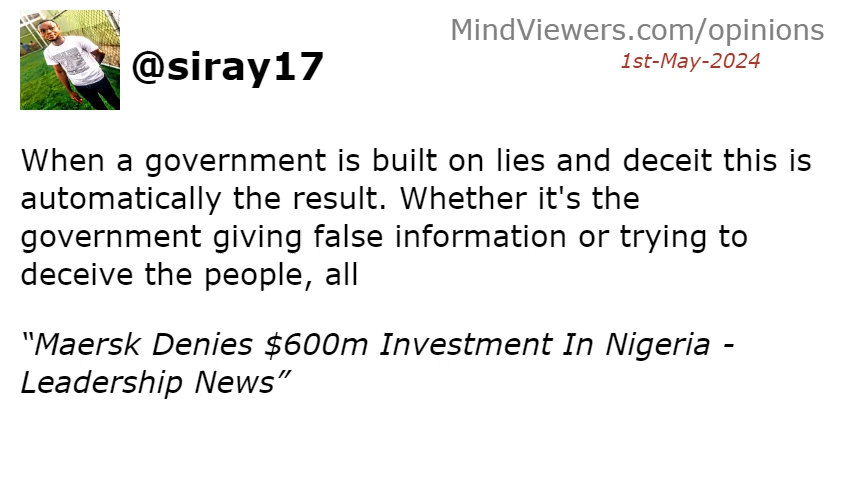 MindViewers.com/opinions
1st-May-2024
@siray17
When a government is built on lies and deceit this is
automatically the result. Whether it's the
government giving false information or trying to
deceive the people, all
“Maersk Denies $600m Investment In Nigeria -
Leadership News”